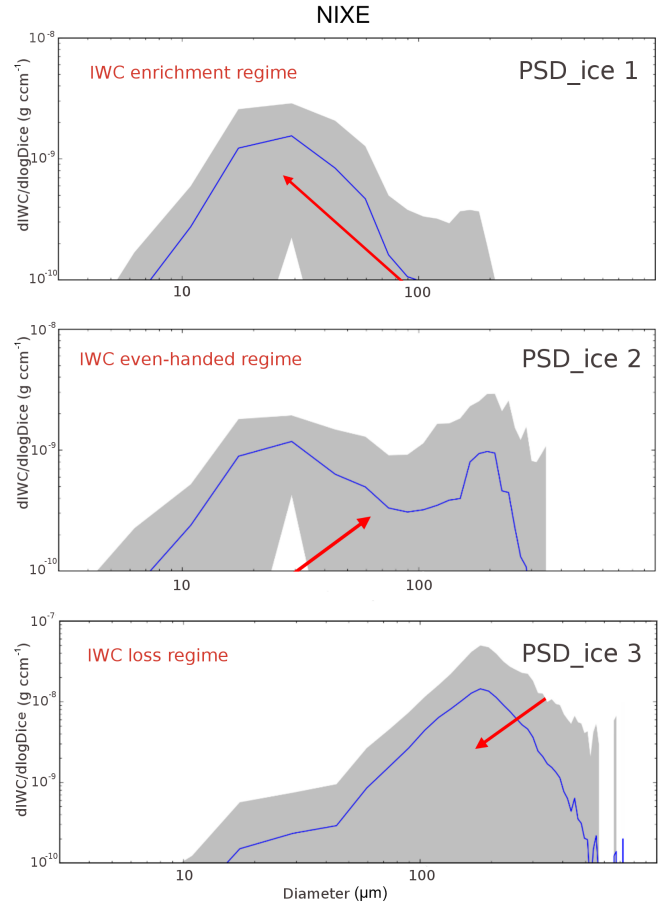 NIXE
10⁻⁸
IWC enrichment regime
PSD_ice 1
dIWC/dlogDice (g ccm⁻¹)
10⁻⁹
10⁻¹⁰
10
100
10⁻⁸
IWC even-handed regime
PSD_ice 2
dIWC/dlogDice (g ccm⁻¹)
10⁻⁹
10⁻¹⁰
10
100
10⁻⁷
IWC loss regime
PSD_ice 3
dIWC/dlogDice (g ccm⁻¹)
10⁻⁸
10⁻⁹
10⁻¹⁰
10
100
Diameter (µm)